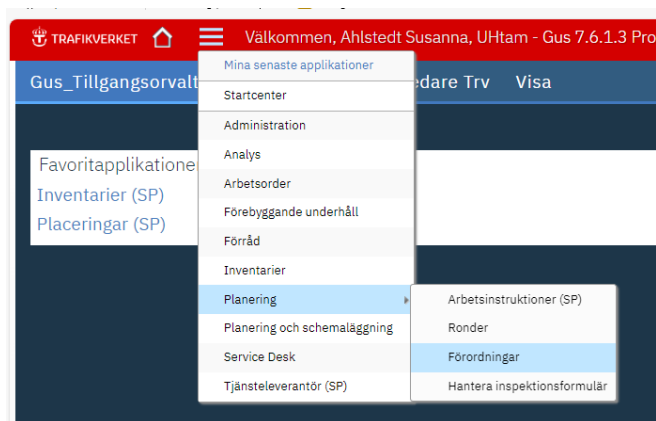 TRAFIKVERKET Välkommen, Ahlstedt Susanna, UHtam - Gus 7.6.1.3 Pro
Gus_Tillgangsorvalt edare Trv Visa
Mina senaste applikationer
Startcenter
Administration
Analys
Arbetsorder
Förebyggande underhåll
Förråd
Inventarier
Planering
Planering och schemaläggning
Service Desk
Tjänsteleverantör (SP)
Favoritapplikatione
Inventarier (SP)
Placeringar (SP)
Arbetsinstruktioner (SP)
Ronder
Förordningar
Hantera inspektionsformulär